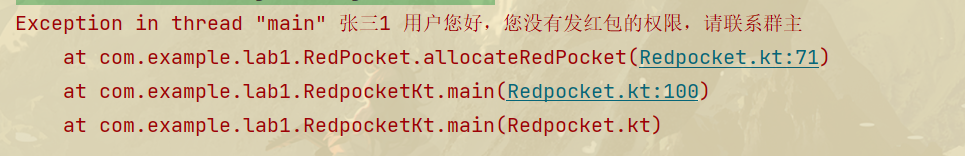 Exception in thread "main" 张三1 用户您好，您没有发红包的权限，请联系群主
at com.example.lab1.RedPocket.allocateRedPocket(Redpocket.kt:71)
at com.example.lab1.RedpocketKt.main(Redpocket.kt:100)
at com.example.lab1.RedpocketKt.main(Redpocket.kt)